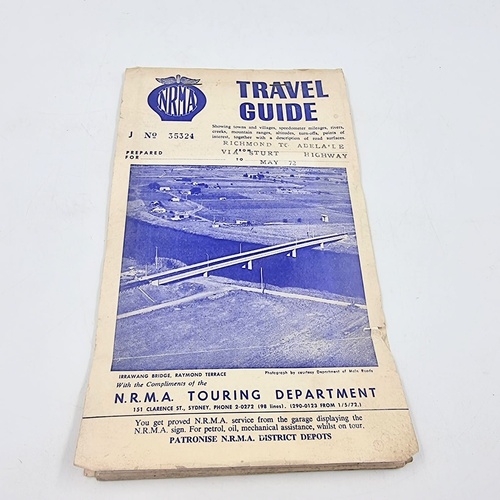 NRMA
TRAVEL
GUIDE
J No 35324
Showing towns and villages, speedometer mileages, rivers,
creeks, mountain ranges, altitudes, turn-offs, points of
interest, together with a description of road surfaces.
RICHMOND TO ADELAIDE
PREPARED
FOR
FROM
VIA STURT HIGHWAY
TO
MAY 72
IRRAWANG BRIDGE, RAYMOND TERRACE
Photograph by courtesy Department of Main Roads
With the Compliments of the
N.R.M.A. TOURING DEPARTMENT
151 CLARENCE ST., SYDNEY, PHONE 2-0272 (98 lines), (290-0123 FROM 1/5/72.)
You get proved N.R.M.A. service from the garage displaying the
N.R.M.A. sign. For petrol, oil, mechanical assistance, whilst on tour.
PATRONISE N.R.M.A. DISTRICT DEPOTS